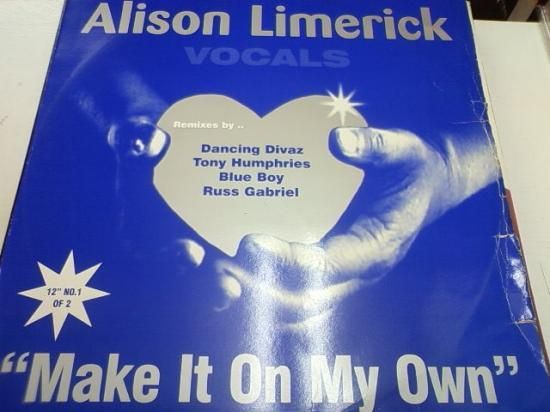 Alison Limerick
VOCALS
Remixes by ..
Dancing Divaz
Tony Humphries
Blue Boy
Russ Gabriel
12" NO.1
OF 2
"Make It On My Own"